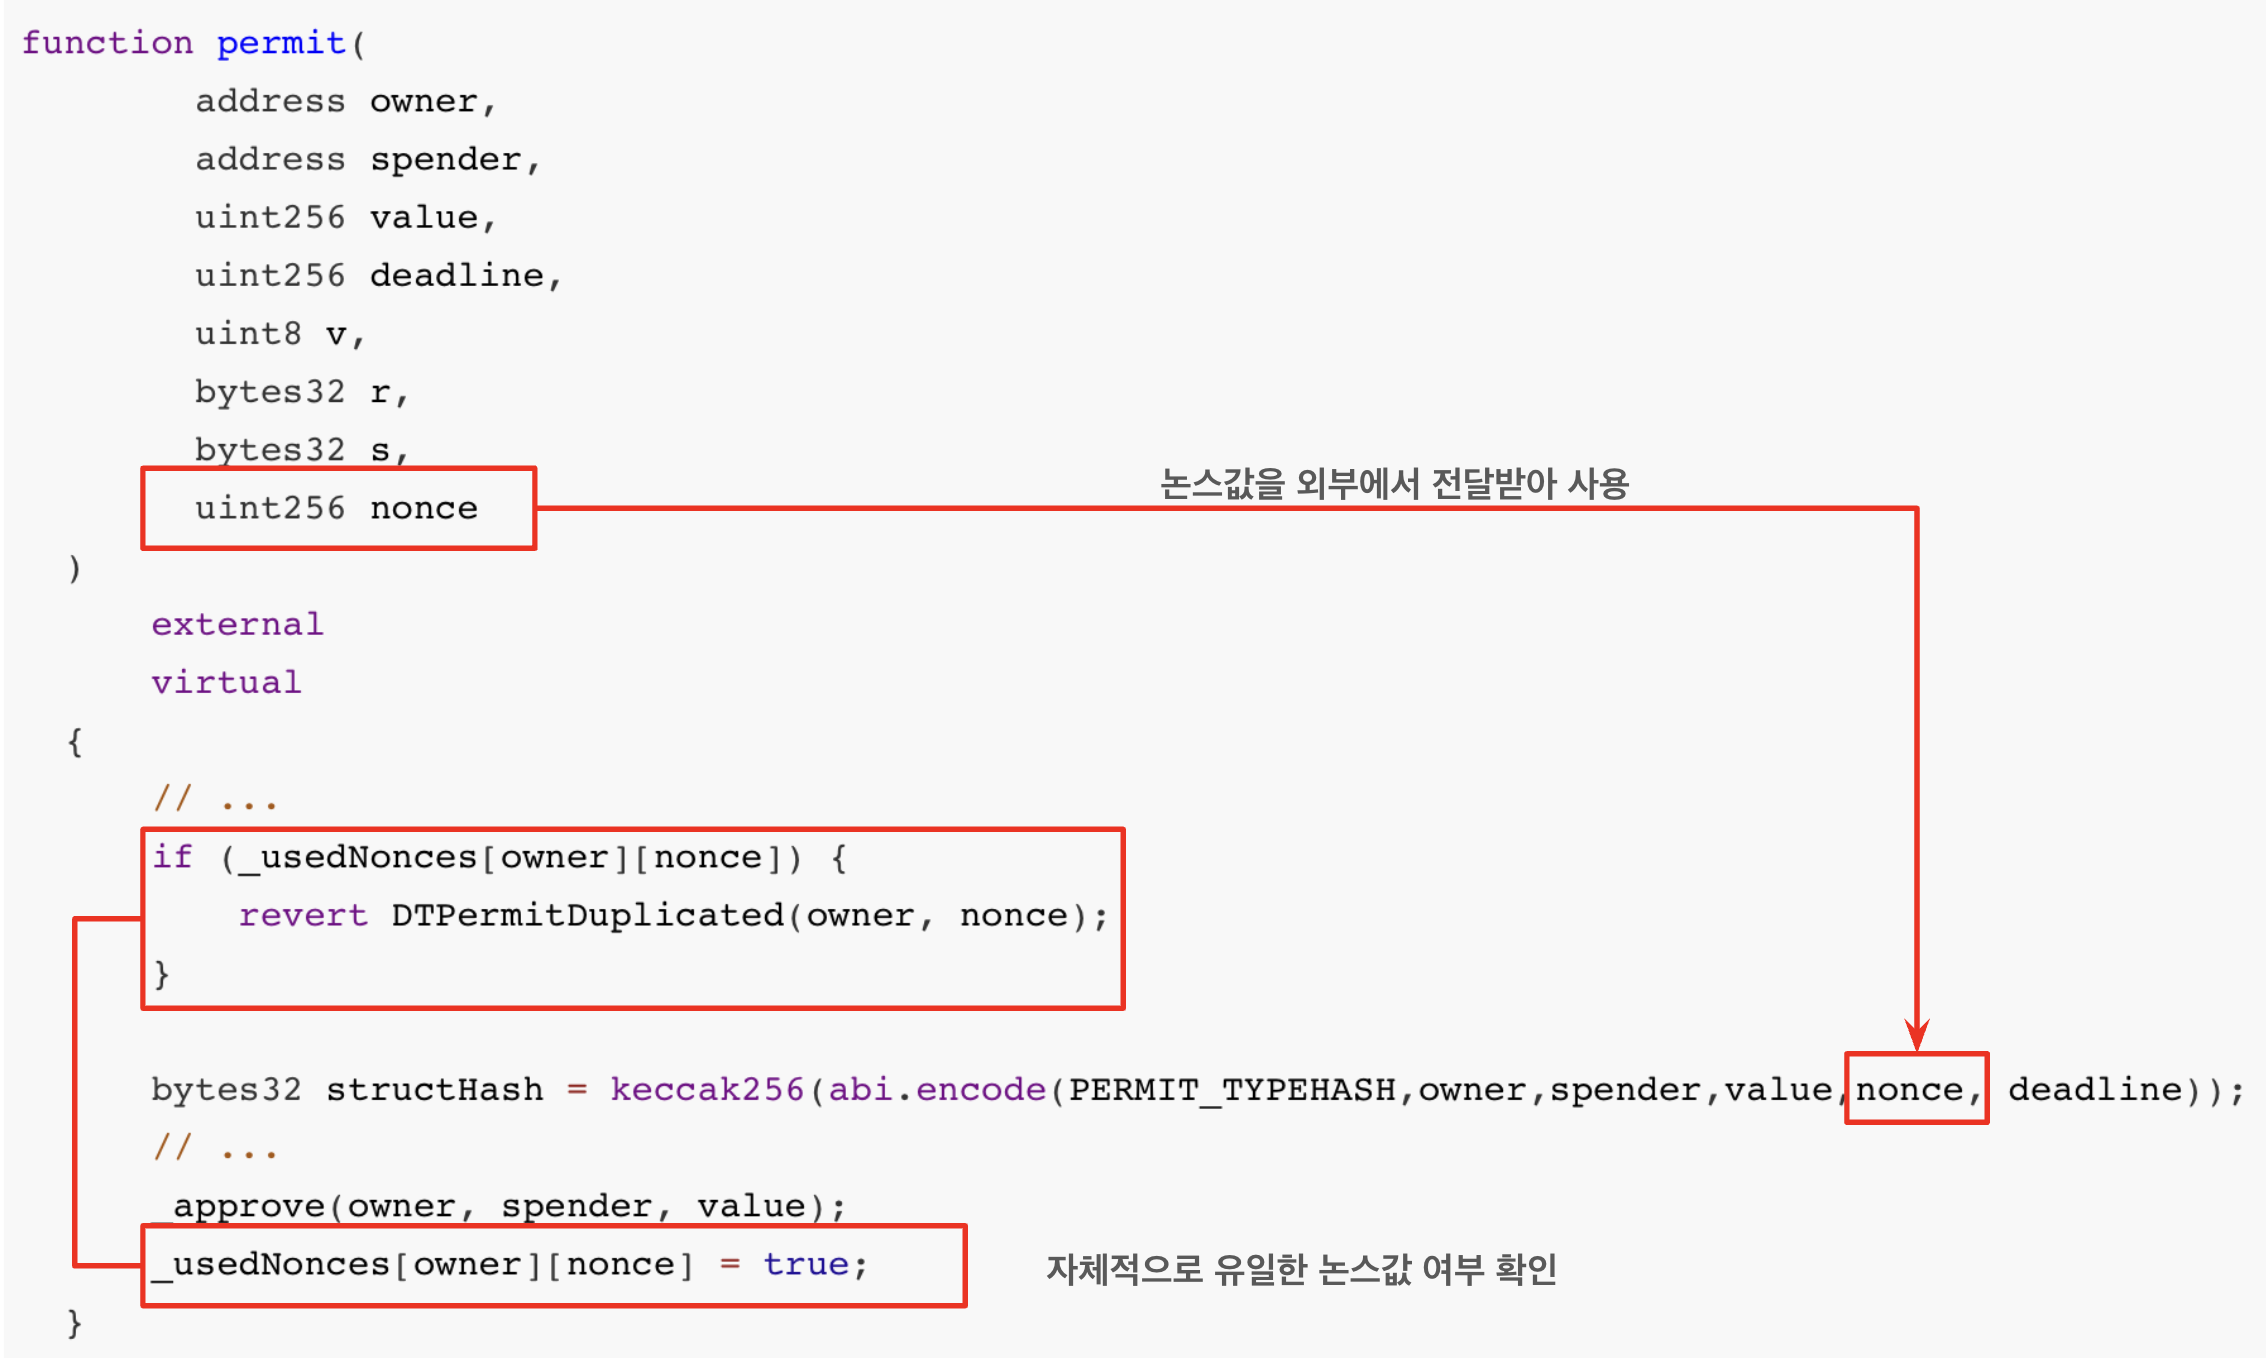 function permit(
address owner,
address spender,
uint256 value,
uint256 deadline,
uint8 v,
bytes32 r,
bytes32 s,
논스값을 외부에서 전달받아 사용
uint256 nonce
)
external
virtual
{
// ...
if (_usedNonces[owner][nonce]) {
revert DTPermitDuplicated(owner, nonce);
}
bytes32 structHash = keccak256(abi.encode(PERMIT_TYPEHASH,owner,spender,value,nonce, deadline));
// ...
_approve(owner, spender, value);
_usedNonces[owner][nonce] = true;
자체적으로 유일한 논스값 여부 확인
}